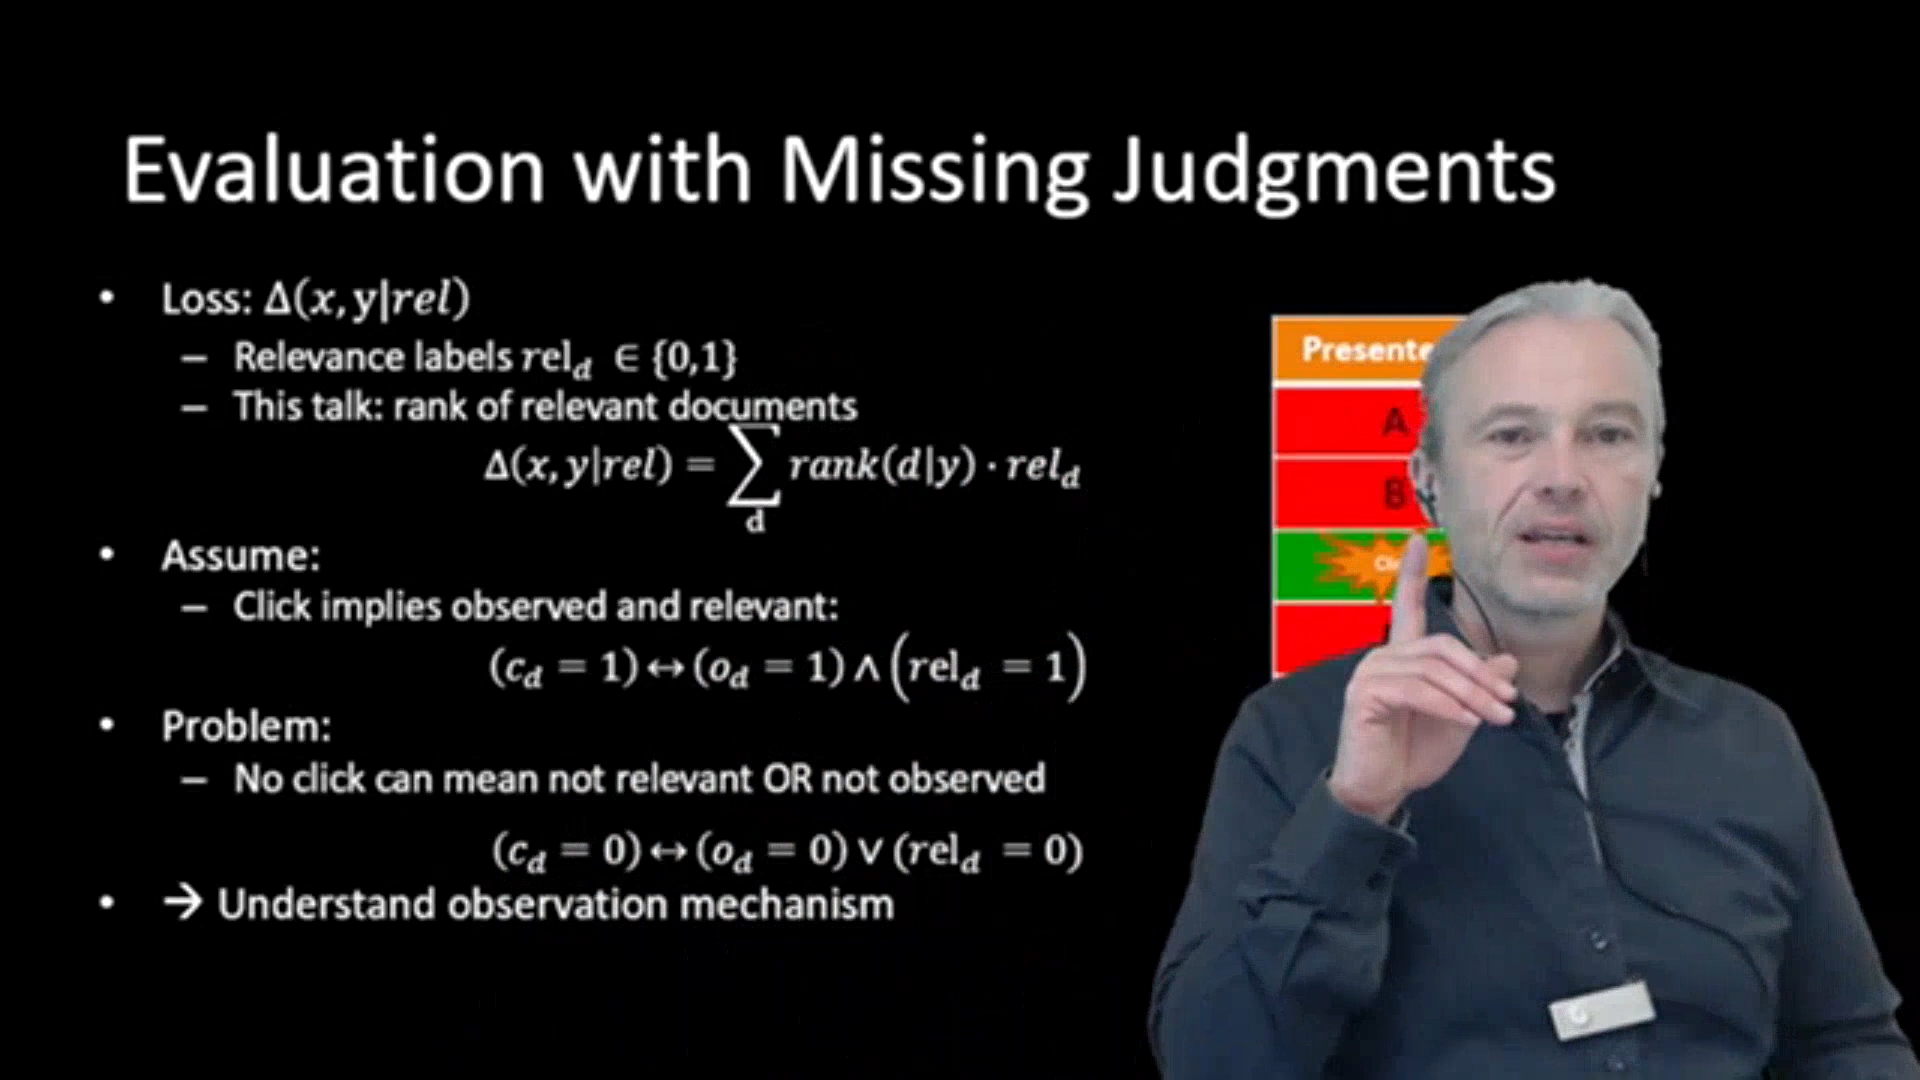 Evaluation with Missing Judgments
• Loss: Δ(x, y|rel)
– Relevance labels rel_d ∈ {0,1}
– This talk: rank of relevant documents
Δ(x, y|rel) = ∑_d rank(d|y) · rel_d
• Assume:
– Click implies observed and relevant:
(c_d = 1) ↔ (o_d = 1) ∧ (rel_d = 1)
• Problem:
– No click can mean not relevant OR not observed
(c_d = 0) ↔ (o_d = 0) ∨ (rel_d = 0)
• → Understand observation mechanism
A
B